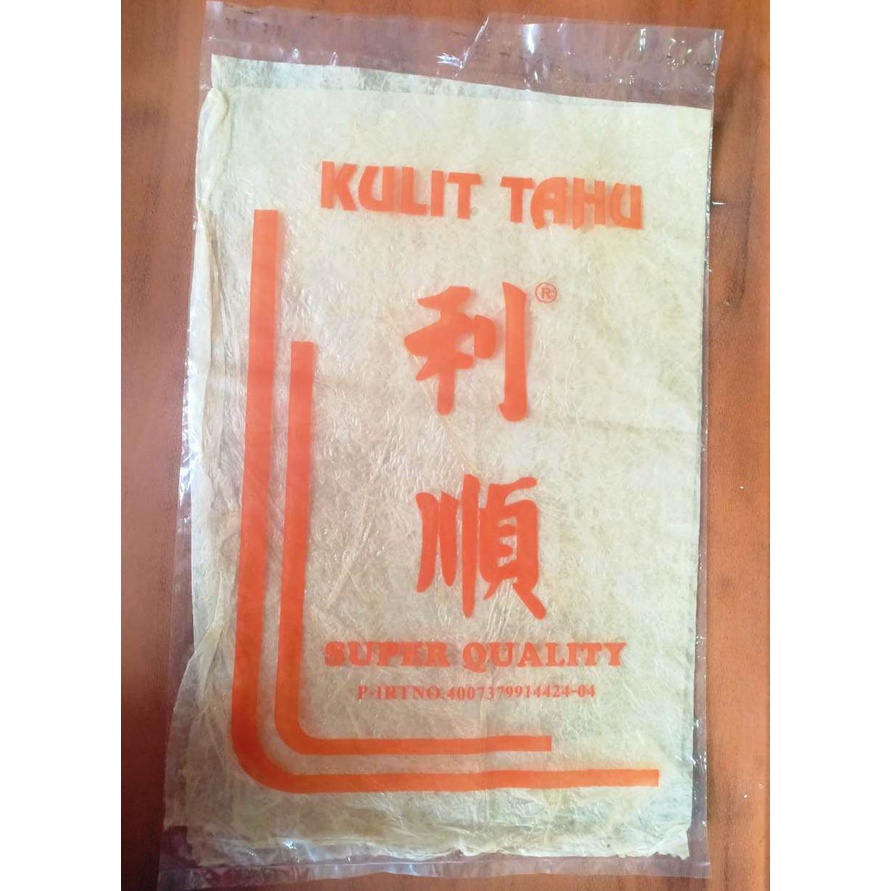 KULIT TAHU
利®
順
SUPER QUALITY
P-IRTNO.4007379914424-04